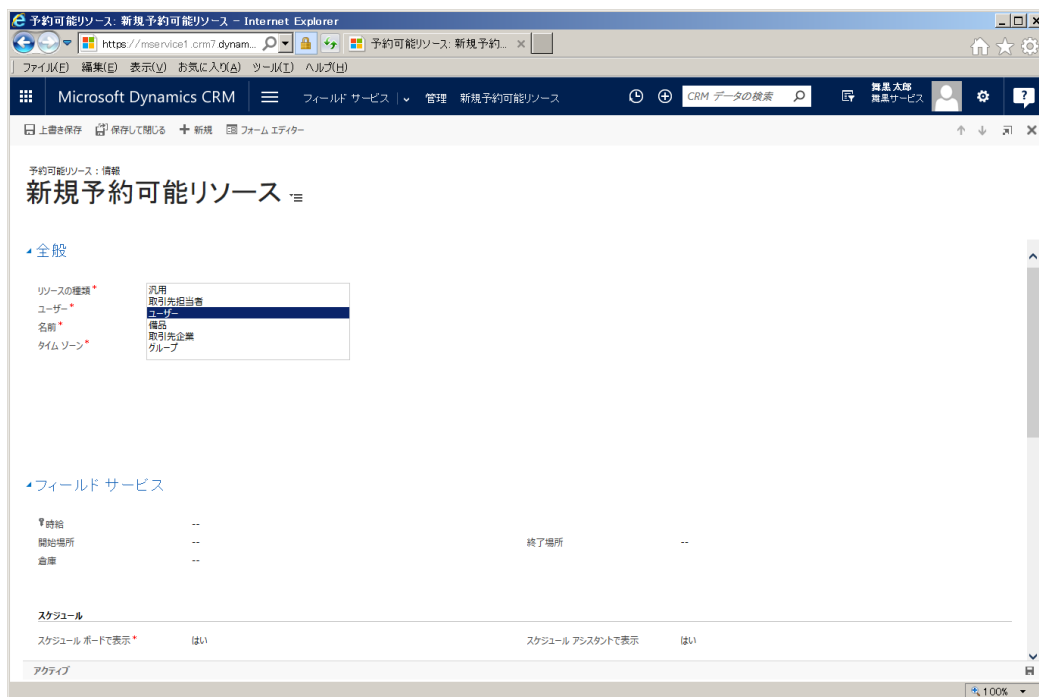 予約可能リソース: 新規予約可能リソース - Internet Explorer
https://mservice1.crm7.dynam... 予約可能リソース: 新規予約...
ファイル(F) 編集(E) 表示(V) お気に入り(A) ツール(T) ヘルプ(H)
Microsoft Dynamics CRM フィールド サービス 管理 新規予約可能リソース CRM データの検索 舞黒 太郎
舞黒サービス
上書き保存 保存して閉じる 新規 フォーム エディター
予約可能リソース : 情報
新規予約可能リソース
全般
リソースの種類* 汎用
取引先担当者
ユーザー* ユーザー
名前* 備品
取引先企業
タイム ゾーン* グループ
フィールド サービス
時給 --
開始場所 -- 終了場所 --
倉庫 --
スケジュール
スケジュール ボードで表示* はい スケジュール アシスタントで表示 はい
アクティブ
100%